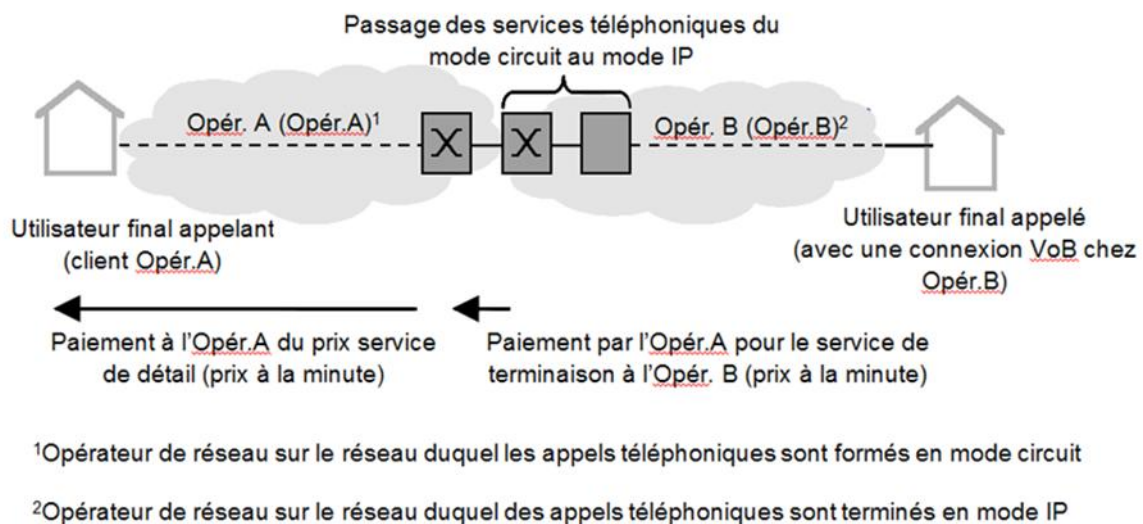 Passage des services téléphoniques du
mode circuit au mode IP
Opér. A (Opér.A)¹
Opér. B (Opér.B)²
Utilisateur final appelant
(client Opér.A)
Utilisateur final appelé
(avec une connexion VoB chez
Opér.B)
Paiement à l'Opér.A du prix service
de détail (prix à la minute)
Paiement par l'Opér.A pour le service de
terminaison à l'Opér. B (prix à la minute)
¹Opérateur de réseau sur le réseau duquel les appels téléphoniques sont formés en mode circuit
²Opérateur de réseau sur le réseau duquel des appels téléphoniques sont terminés en mode IP